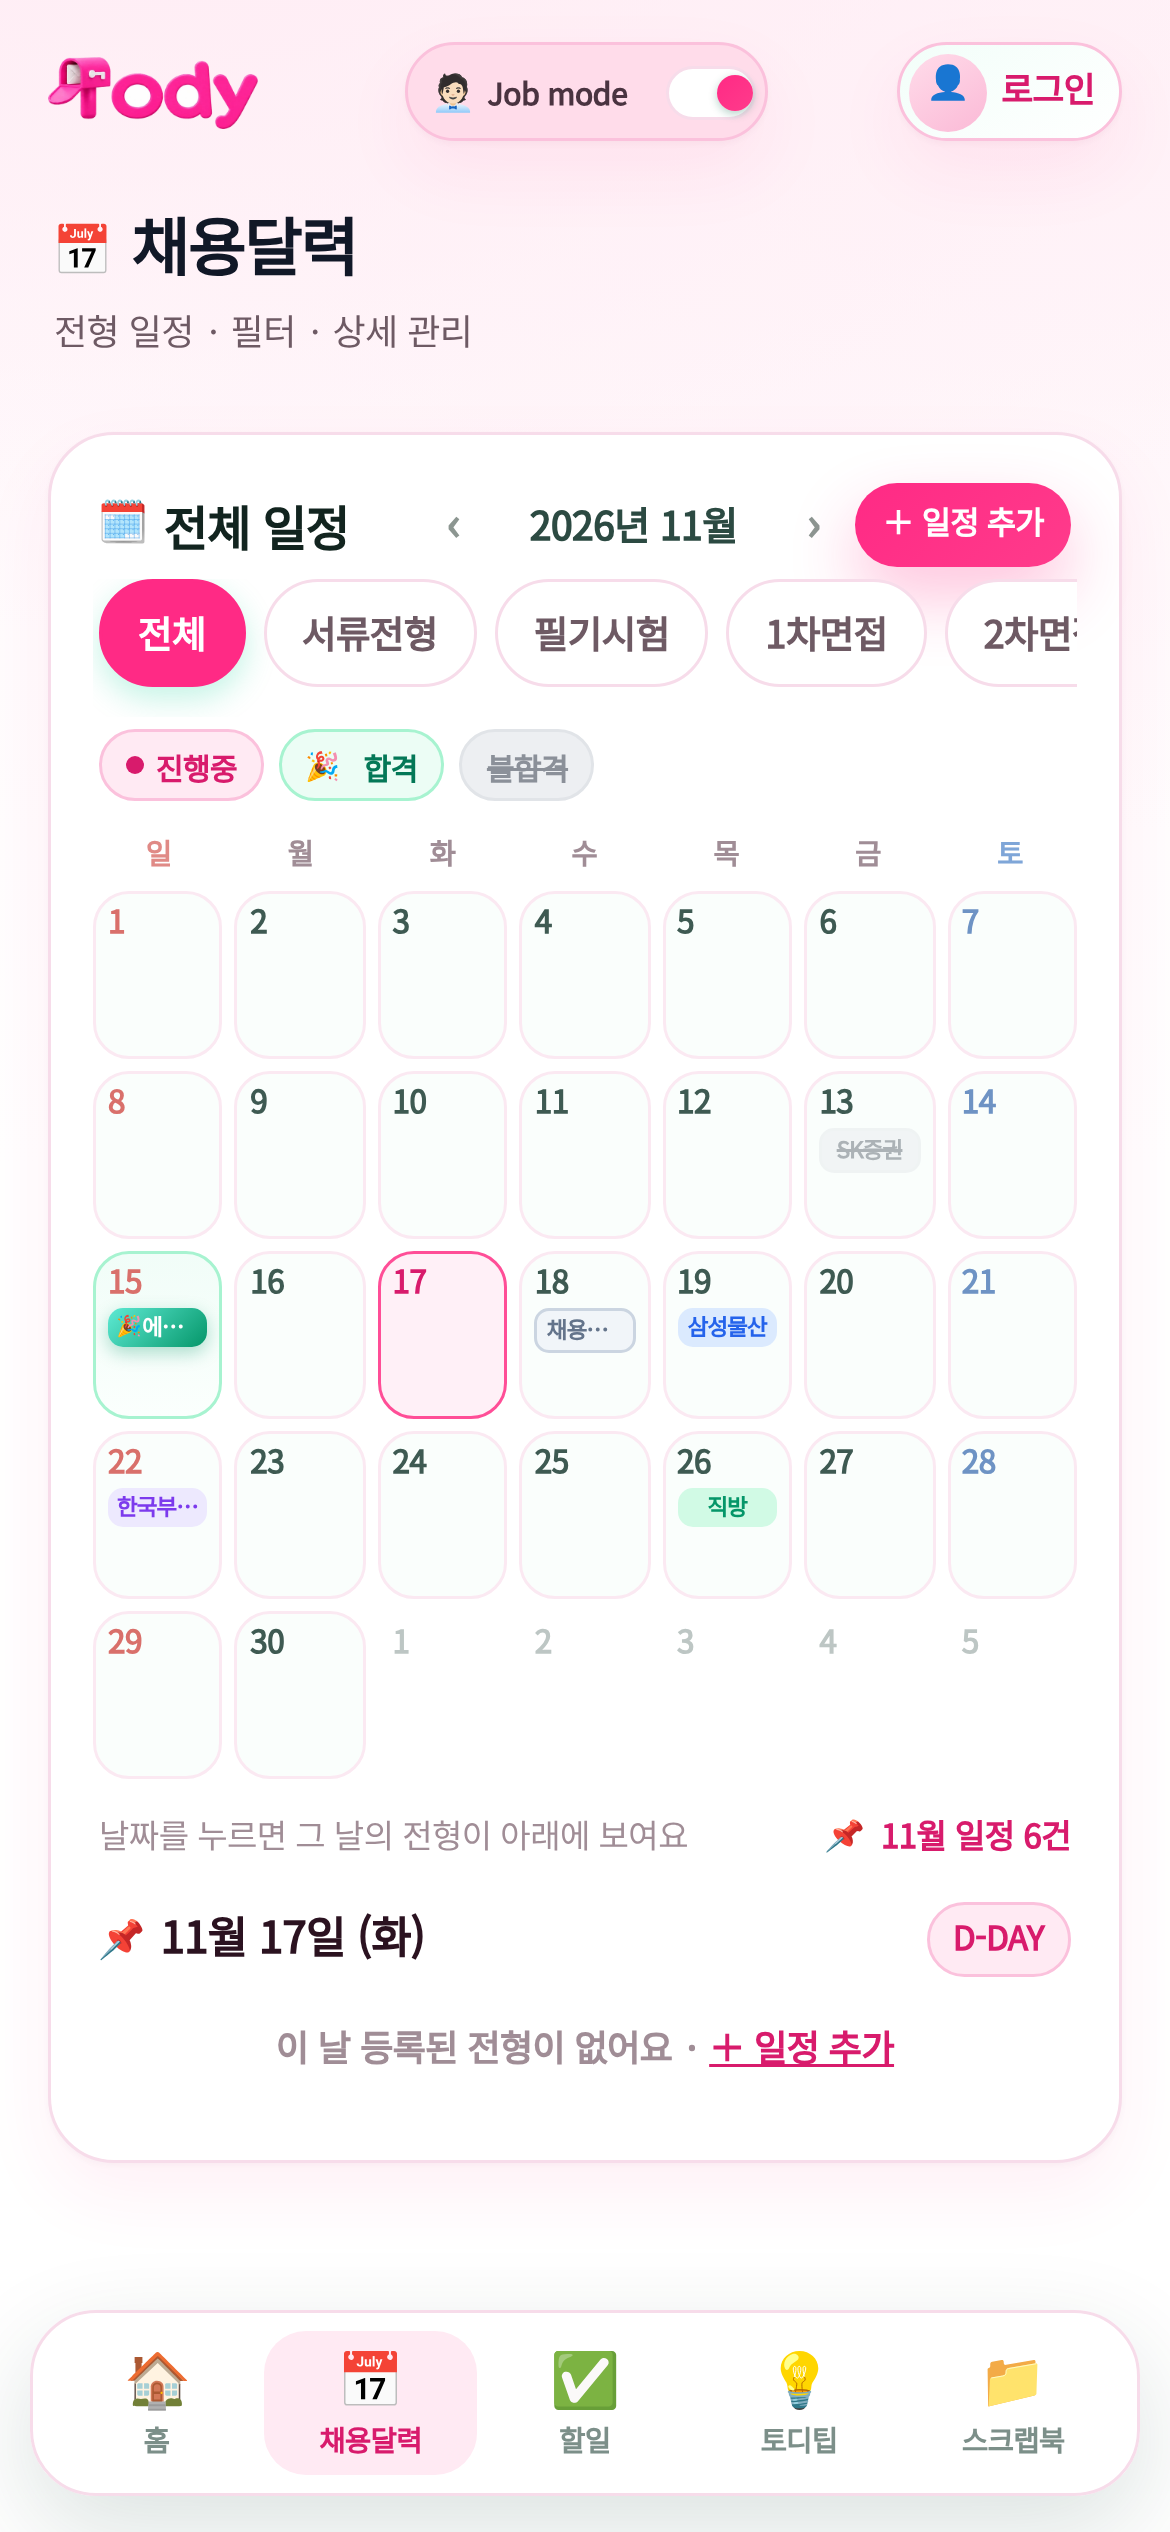 Tody
Job mode
로그인
채용달력
전형 일정 · 필터 · 상세 관리
전체 일정
‹ 2026년 11월 ›
+ 일정 추가
전체 서류전형 필기시험 1차면접 2차면
진행중 합격 불합격
일 월 화 수 목 금 토
1 2 3 4 5 6 7
8 9 10 11 12 13 14
SK증권
15 16 17 18 19 20 21
에··· 채용··· 삼성물산
22 23 24 25 26 27 28
한국부··· 직방
29 30 1 2 3 4 5
날짜를 누르면 그 날의 전형이 아래에 보여요
11월 일정 6건
11월 17일 (화)
D-DAY
이 날 등록된 전형이 없어요 · + 일정 추가
홈 채용달력 할일 토디팁 스크랩북